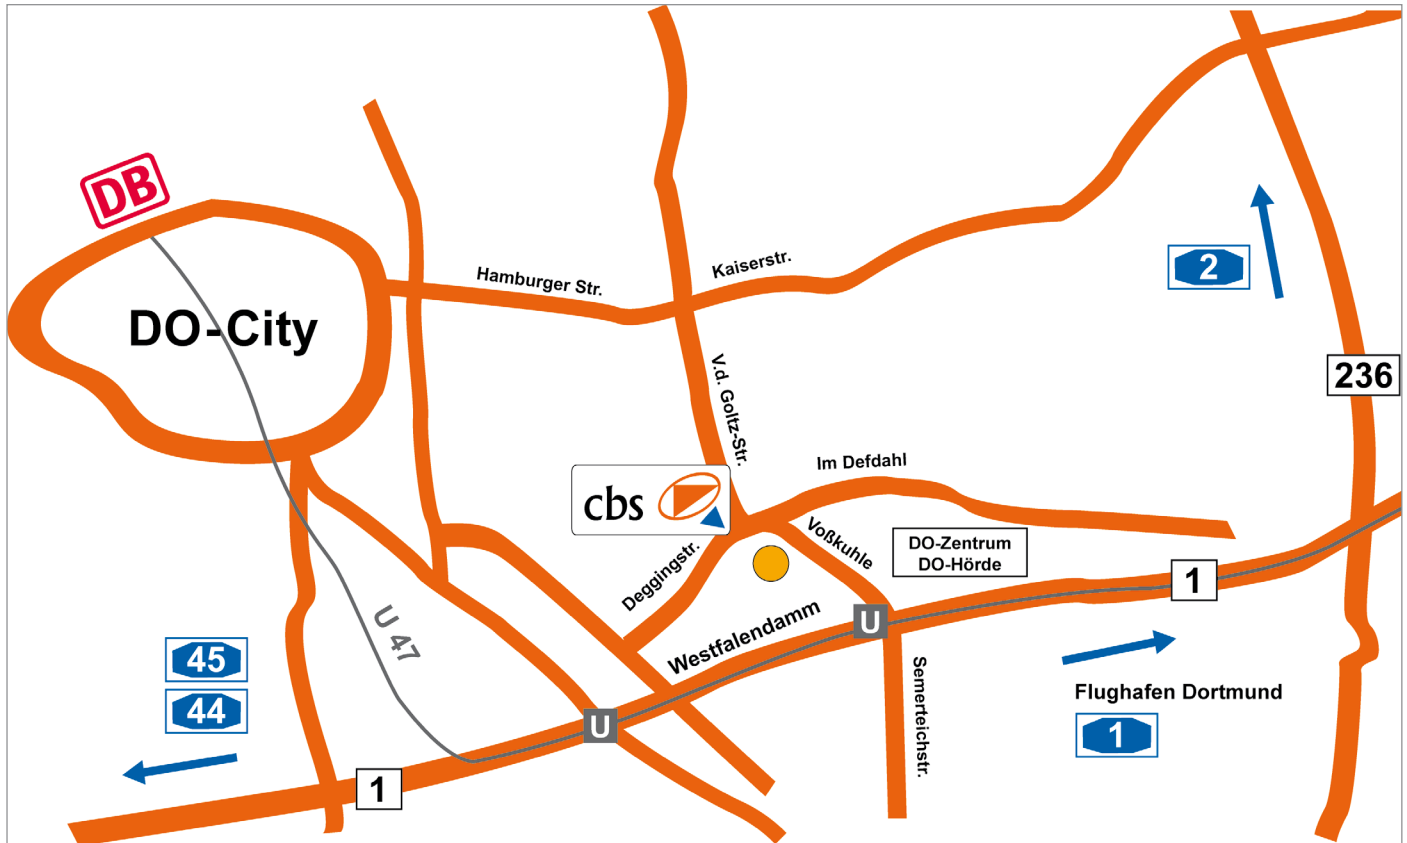 DB
DO-City
Hamburger Str.
Kaiserstr.
2
236
V.d. Goltz-Str.
Im Defdahl
cbs
Voßkuhle
DO-Zentrum
DO-Hörde
Deggingstr.
1
U
Westfalendamm
U 47
45
44
Semerteichstr.
Flughafen Dortmund
1
U
1